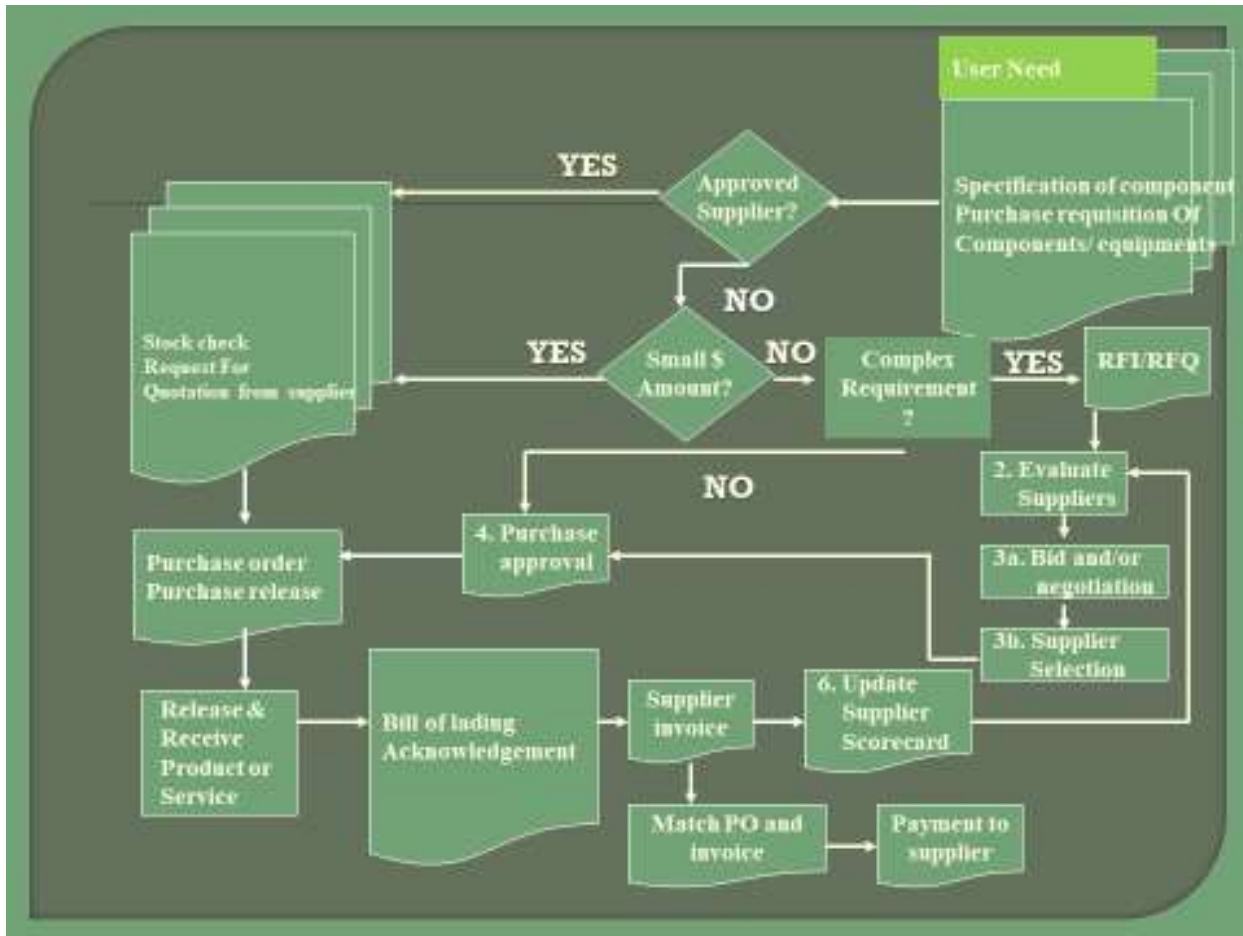 User Need
Specification of component
Purchase requisition Of
Components/ equipments
YES
Approved
Supplier?
NO
Stock check
Request For
Quotation from supplier
YES
Small $
Amount?
NO
Complex
Requirement
?
YES
RFI/RFQ
NO
2. Evaluate
Suppliers
3a. Bid and/or
negotiation
3b. Supplier
Selection
4. Purchase
approval
Purchase order
Purchase release
Release &
Receive
Product or
Service
Bill of lading
Acknowledgement
Supplier
invoice
6. Update
Supplier
Scorecard
Match PO and
invoice
Payment to
supplier